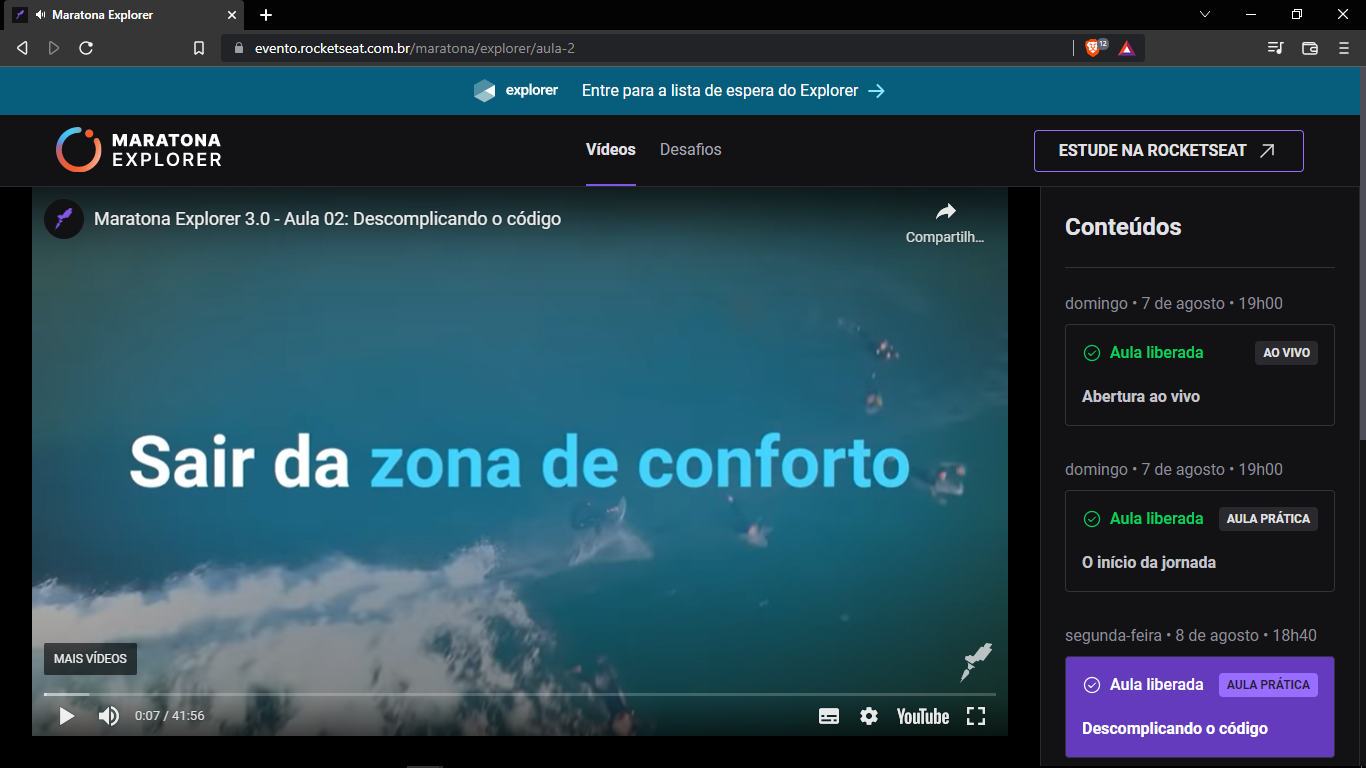 Maratona Explorer
evento.rocketseat.com.br/maratona/explorer/aula-2
12
explorer
Entre para a lista de espera do Explorer →
MARATONA
EXPLORER
Vídeos
Desafios
ESTUDE NA ROCKETSEAT
Maratona Explorer 3.0 - Aula 02: Descomplicando o código
Compartilh...
Sair da zona de conforto
MAIS VÍDEOS
0:07 / 41:56
YouTube
Conteúdos
domingo • 7 de agosto • 19h00
Aula liberada
AO VIVO
Abertura ao vivo
domingo • 7 de agosto • 19h00
Aula liberada
AULA PRÁTICA
O início da jornada
segunda-feira • 8 de agosto • 18h40
Aula liberada
AULA PRÁTICA
Descomplicando o código